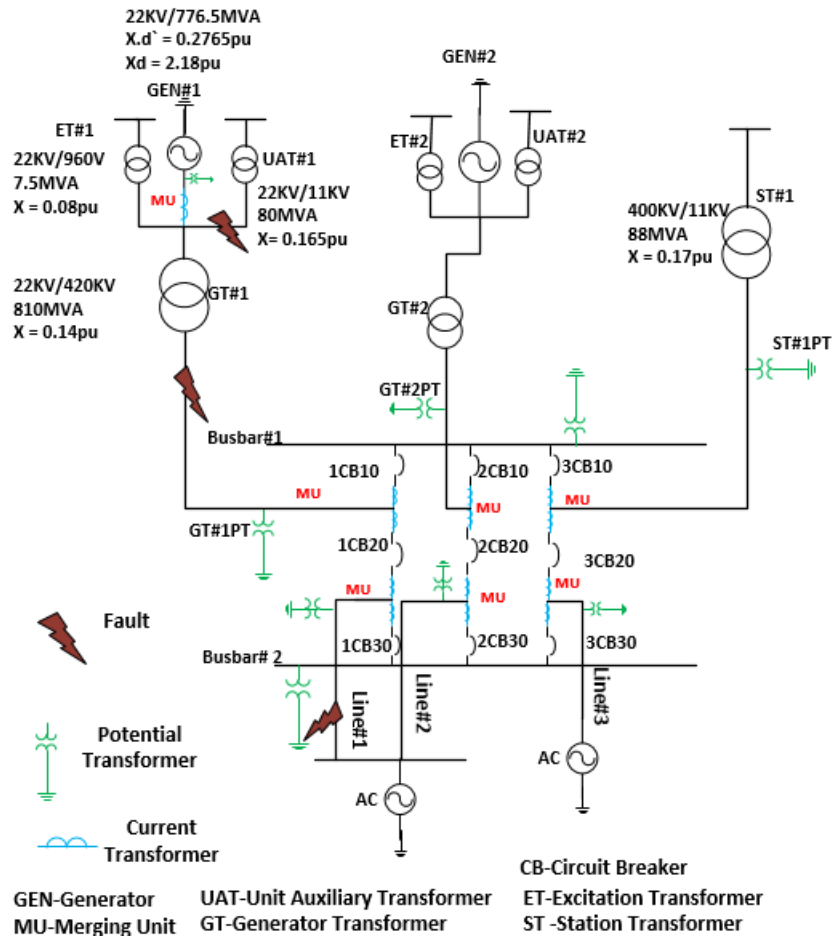 22KV/776.5MVA
X.d` = 0.2765pu
Xd = 2.18pu
GEN#1
GEN#2
ET#1
22KV/960V
7.5MVA
X = 0.08pu
MU
UAT#1
22KV/11KV
80MVA
X= 0.165pu
ET#2
UAT#2
400KV/11KV
88MVA
X = 0.17pu
ST#1
22KV/420KV
810MVA
X = 0.14pu
GT#1
GT#2
ST#1PT
GT#2PT
Busbar#1
1CB10
2CB10
3CB10
MU
MU
MU
GT#1PT
1CB20
2CB20
3CB20
MU
MU
MU
1CB30
2CB30
3CB30
Busbar# 2
Line#1
Line#2
Line#3
AC
AC
Fault
Potential
Transformer
Current
Transformer
CB-Circuit Breaker
GEN-Generator
UAT-Unit Auxiliary Transformer
ET-Excitation Transformer
MU-Merging Unit
GT-Generator Transformer
ST -Station Transformer